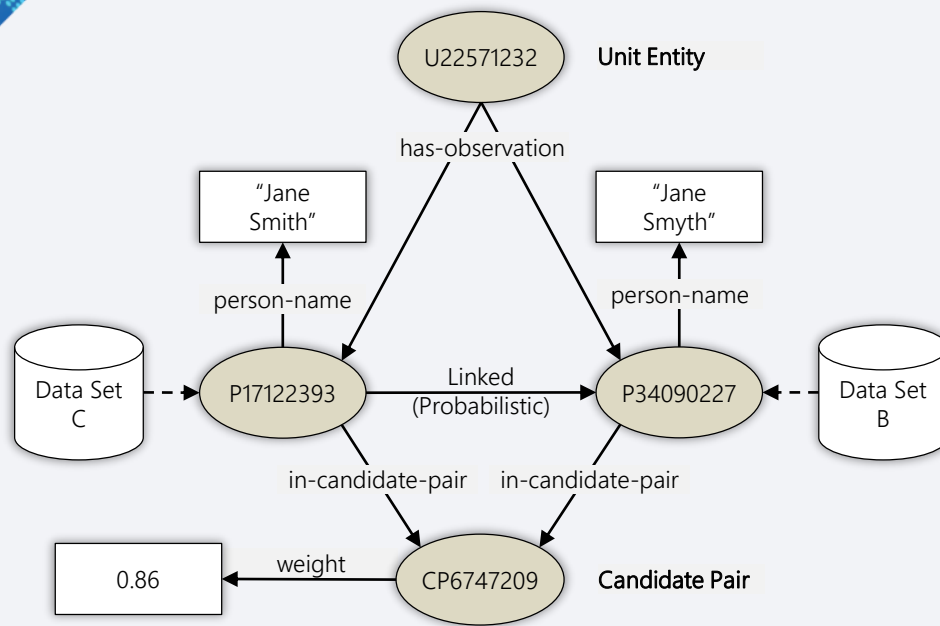 U22571232
Unit Entity
has-observation
“Jane
Smith”
“Jane
Smyth”
person-name
person-name
Data Set
C
P17122393
Linked
(Probabilistic)
P34090227
Data Set
B
in-candidate-pair
in-candidate-pair
0.86
weight
CP6747209
Candidate Pair